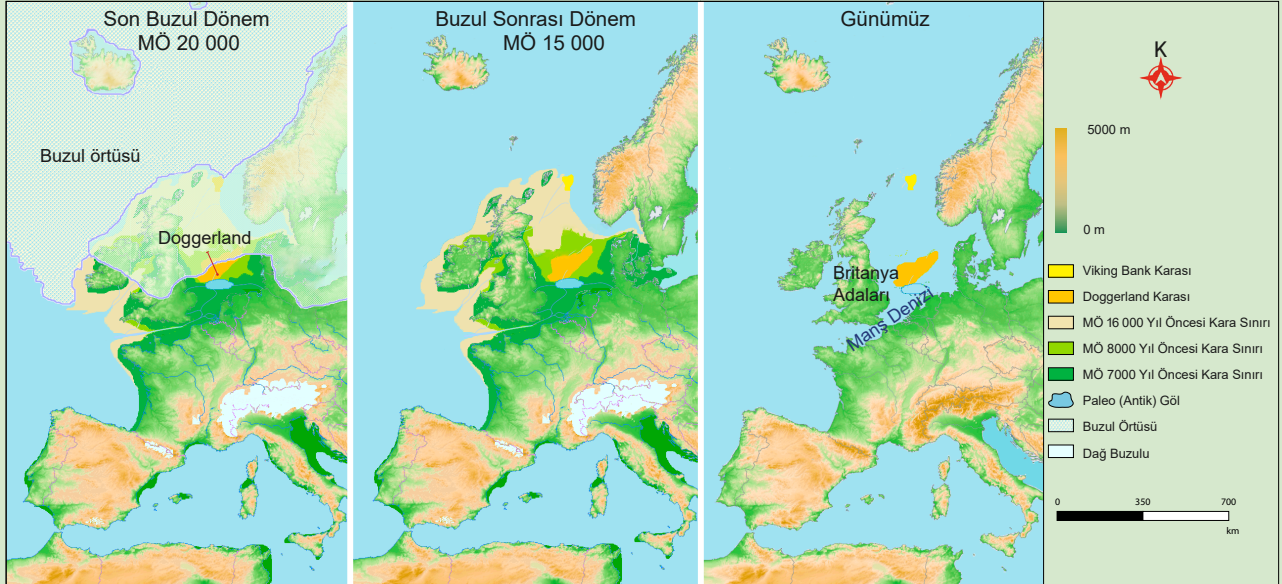 Son Buzul Dönem
MÖ 20 000
Buzul örtüsü
Doggerland
Buzul Sonrası Dönem
MÖ 15 000
Günümüz
Britanya
Adaları
Manş Denizi
K
5000 m
0 m
Viking Bank Karası
Doggerland Karası
MÖ 16 000 Yıl Öncesi Kara Sınırı
MÖ 8000 Yıl Öncesi Kara Sınırı
MÖ 7000 Yıl Öncesi Kara Sınırı
Paleo (Antik) Göl
Buzul Örtüsü
Dağ Buzulu
0 350 700
km